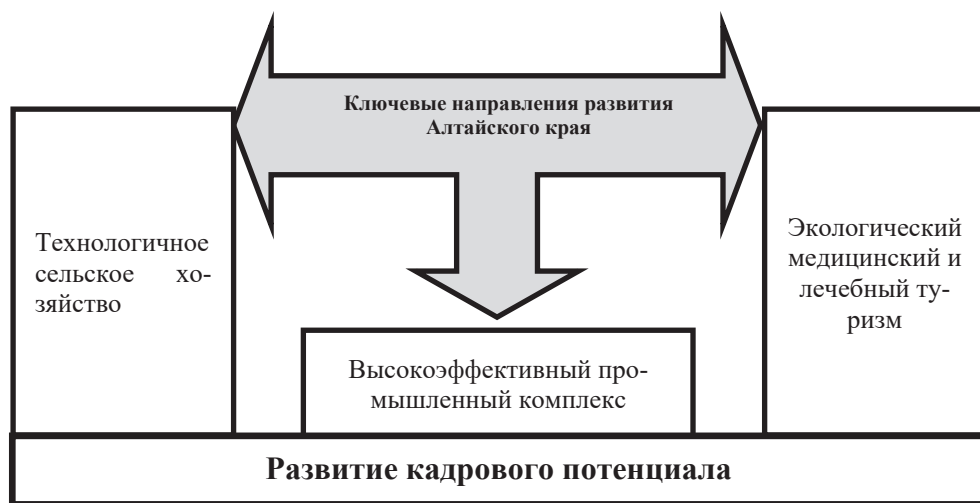 Ключевые направления развития
Алтайского края
Технологичное
сельское хо-
зяйство
Экологический
медицинский и
лечебный ту-
ризм
Высокоэффективный про-
мышленный комплекс
Развитие кадрового потенциала